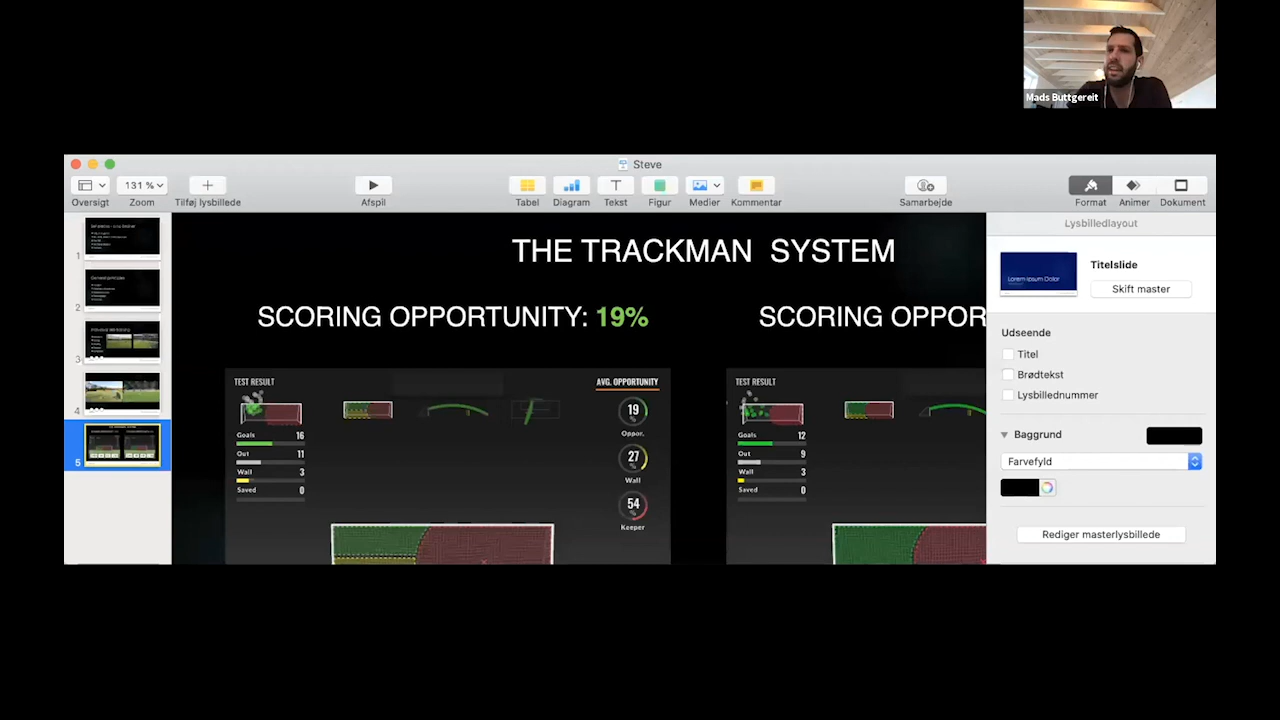 Mads Buttgereit
Steve
131 %
Oversigt
Zoom
Tilføj lysbillede
Afspil
Tabel
Diagram
Tekst
Figur
Medier
Kommentar
Samarbejde
Format
Animer
Dokument
1
2
3
4
5
THE TRACKMAN SYSTEM
SCORING OPPORTUNITY: 19%
SCORING OPPOR
TEST RESULT
AVG. OPPORTUNITY
Goals 16
Out 11
Wall 3
Saved 0
19
%
Oppor.
27
%
Wall
54
%
Keeper
TEST RESULT
Goals 12
Out 9
Wall 3
Saved 0
Lysbilledlayout
Lorem Ipsum Dolor
Titelslide
Skift master
Udseende
Titel
Brødtekst
Lysbillednummer
Baggrund
Farvefyld
Rediger masterlysbillede